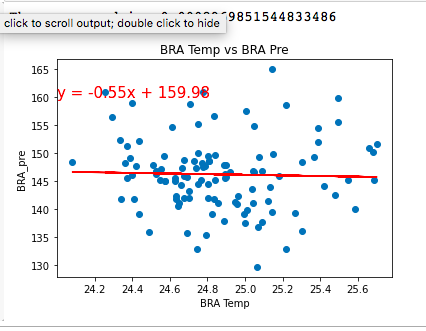 click to scroll output; double click to hide
BRA Temp vs BRA Pre
y = -0.55x + 159.98
165
160
155
150
145
140
135
130
BRA_pre
24.2 24.4 24.6 24.8 25.0 25.2 25.4 25.6
BRA Temp